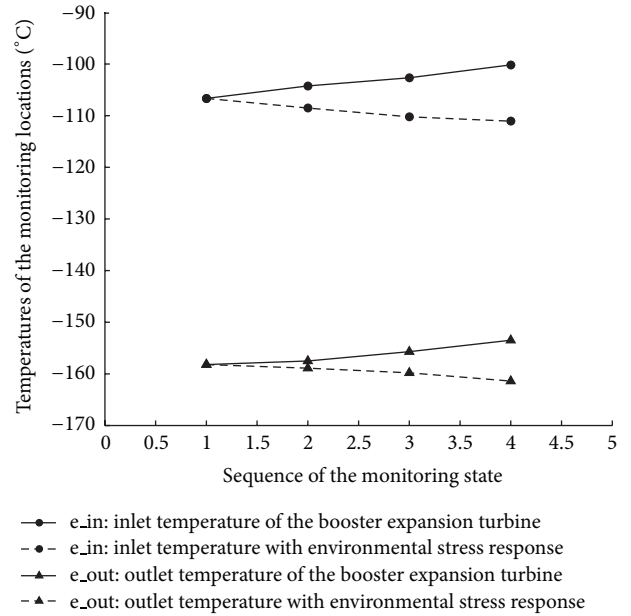 −90
−100
−110
−120
−130
−140
−150
−160
−170
Temperatures of the monitoring locations (°C)
0 0.5 1 1.5 2 2.5 3 3.5 4 4.5 5
Sequence of the monitoring state
e_in: inlet temperature of the booster expansion turbine
e_in: inlet temperature with environmental stress response
e_out: outlet temperature of the booster expansion turbine
e_out: outlet temperature with environmental stress response